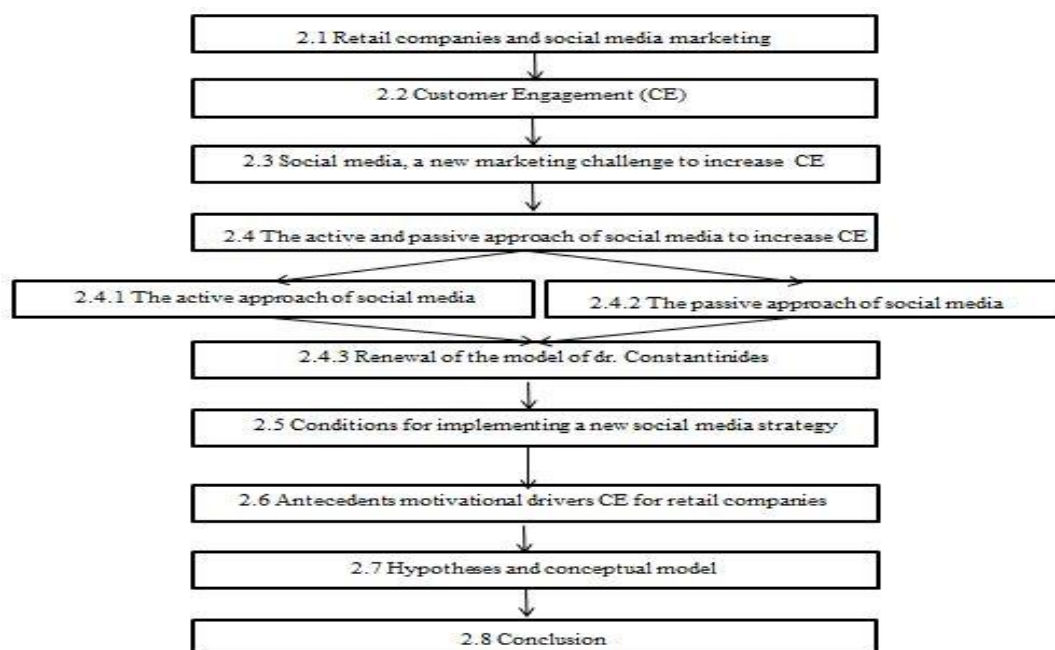 2.1 Retail companies and social media marketing
2.2 Customer Engagement (CE)
2.3 Social media, a new marketing challenge to increase CE
2.4 The active and passive approach of social media to increase CE
2.4.1 The active approach of social media
2.4.2 The passive approach of social media
2.4.3 Renewal of the model of dr. Constantinides
2.5 Conditions for implementing a new social media strategy
2.6 Antecedents motivational drivers CE for retail companies
2.7 Hypotheses and conceptual model
2.8 Conclusion